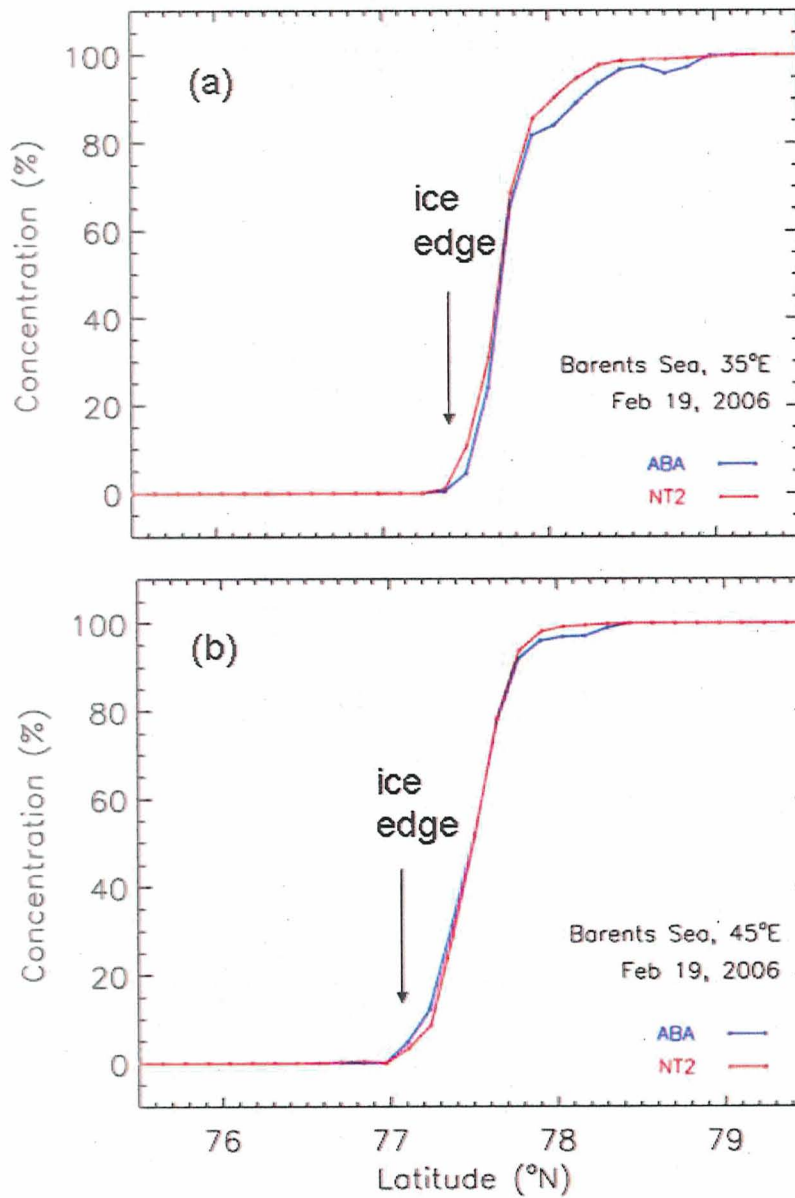 (a)
100
80
60
40
20
0
Concentration (%)
ice
edge
Barents Sea, 35°E
Feb 19, 2006
ABA
NT2
(b)
100
80
60
40
20
0
Concentration (%)
ice
edge
Barents Sea, 45°E
Feb 19, 2006
ABA
NT2
76 77 78 79
Latitude (°N)